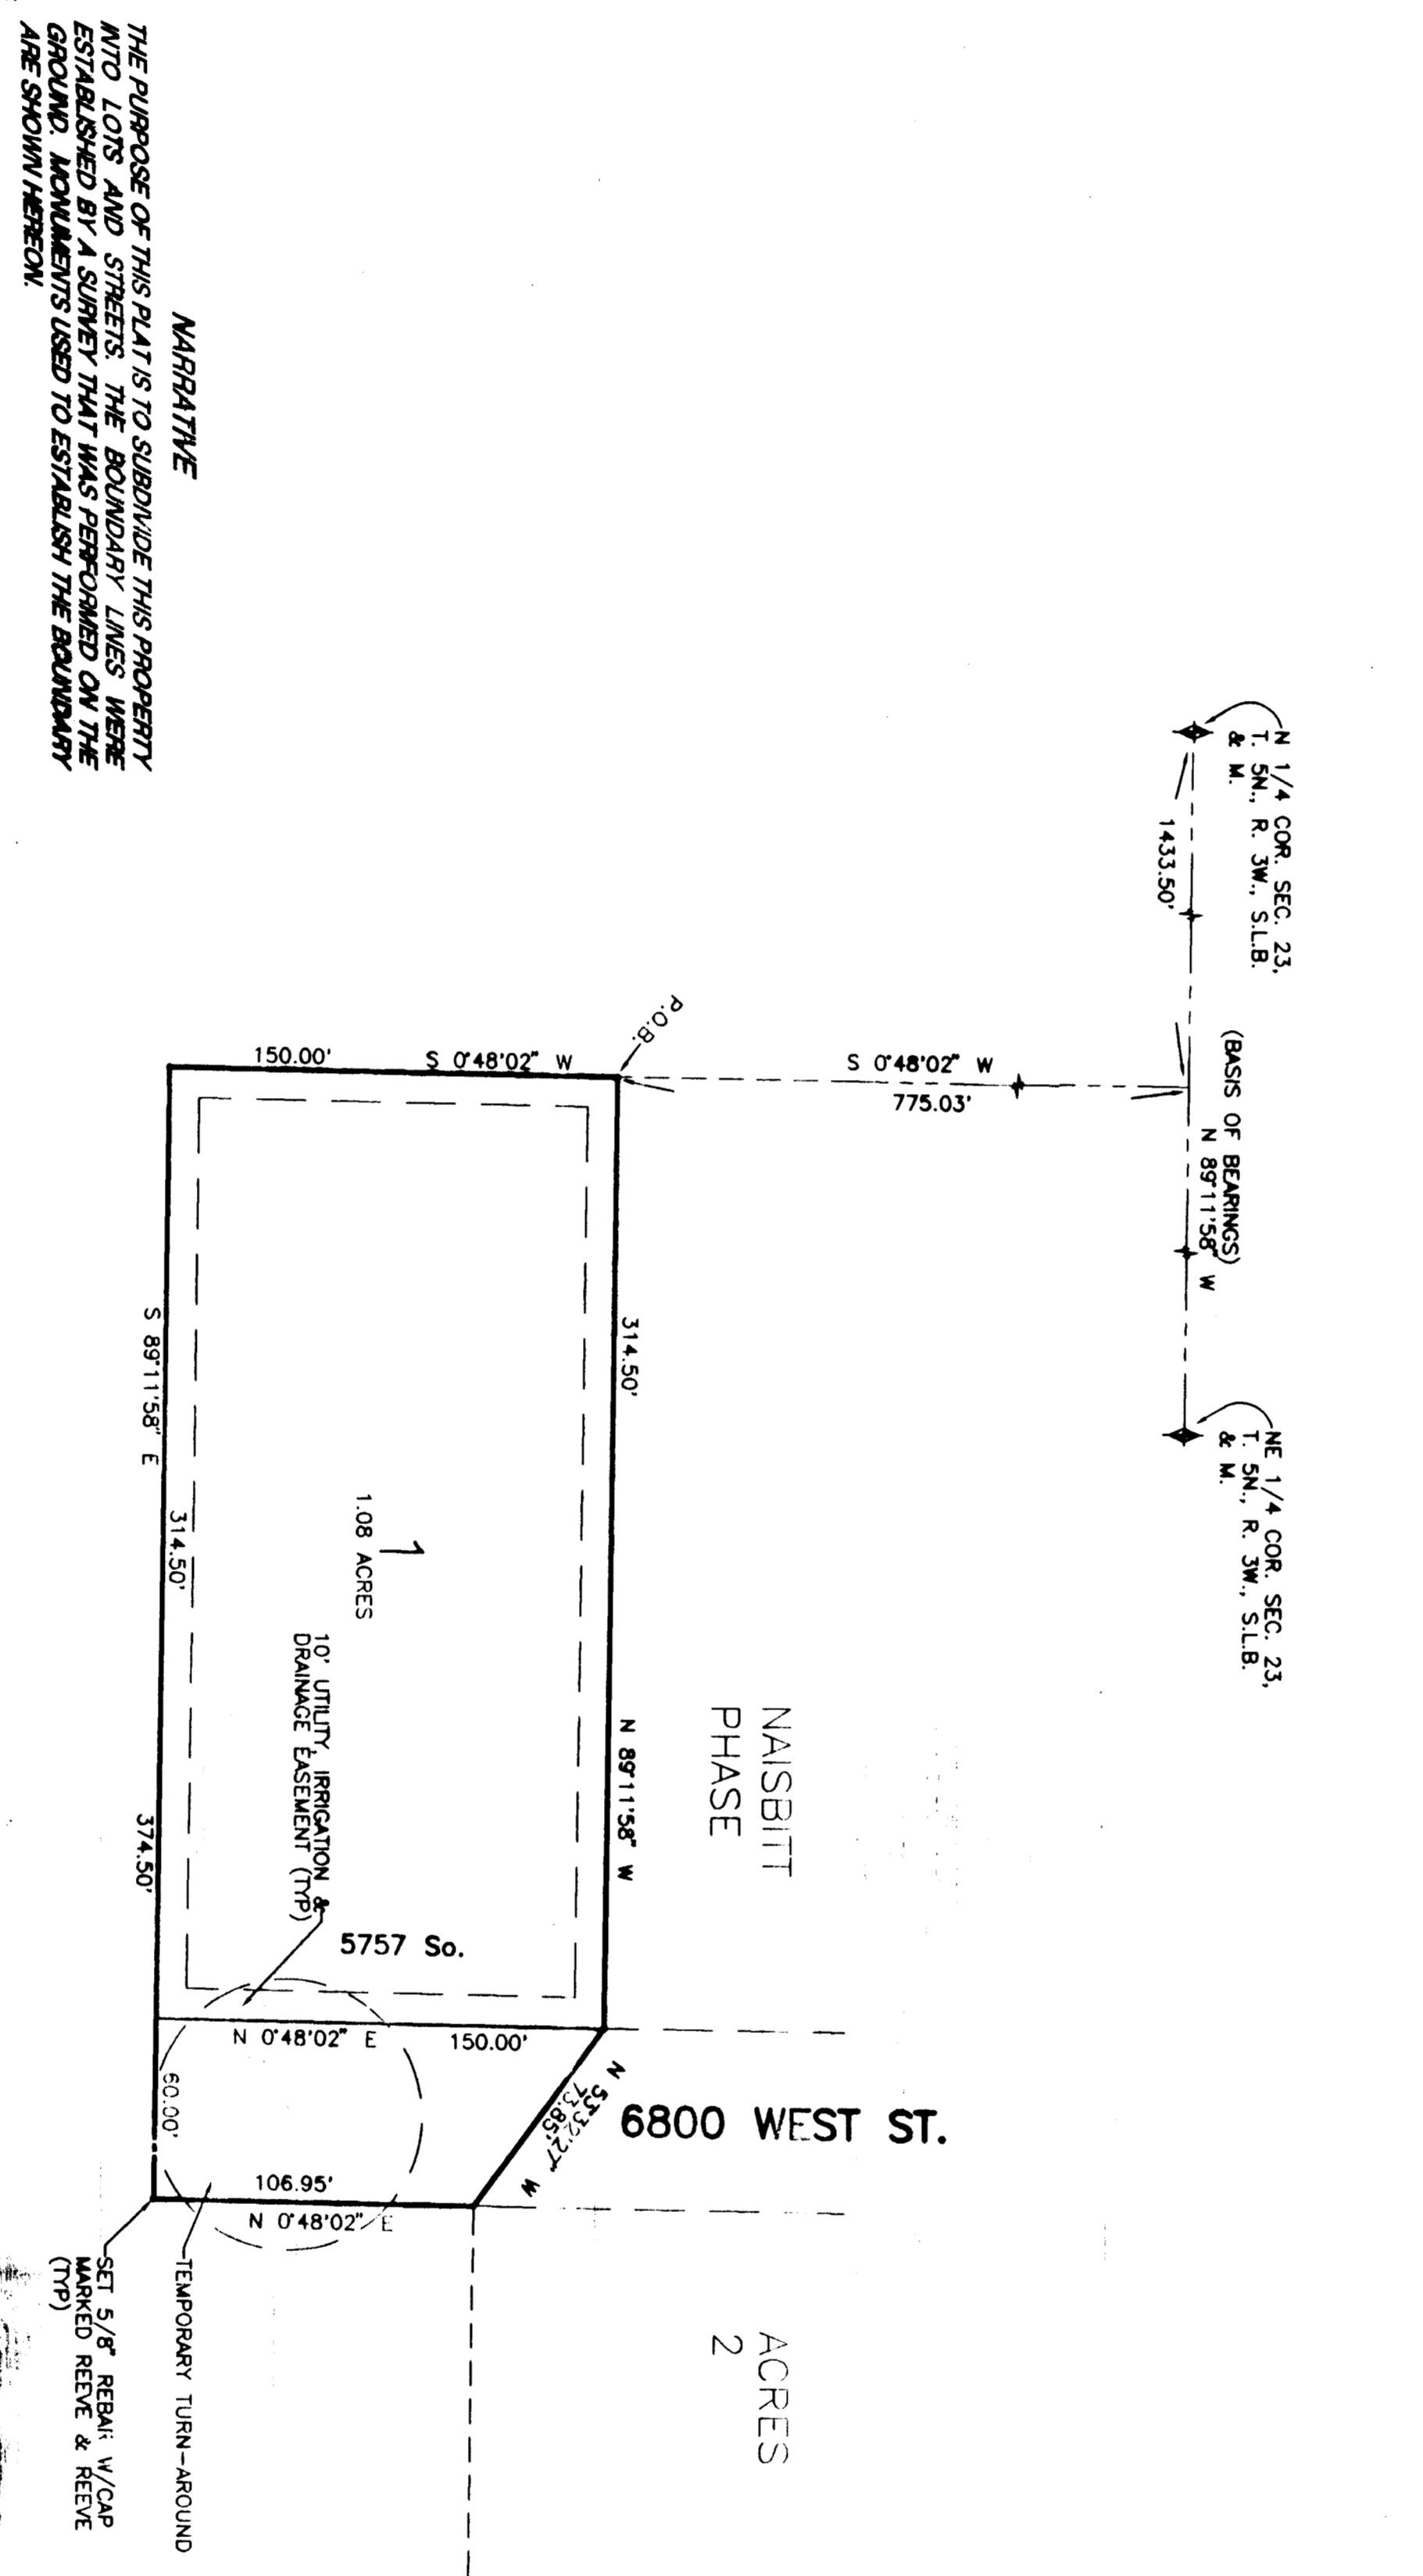 N 1/4 COR. SEC. 23,
T. 5N., R. 3W., S.L.B.
& M.
1433.50'
(BASIS OF BEARINGS)
N 89°11'58" W
NE 1/4 COR. SEC. 23,
T. 5N., R. 3W., S.L.B.
& M.
S 0°48'02" W
775.03'
P.O.B.
NAISBITT ACRES
PHASE 2
6800 WEST ST.
314.50'
N 89°11'58" W
N 53°32'27" W
73.85'
150.00'
S 0°48'02" W
1
1.08 ACRES
10' UTILITY, IRRIGATION &
DRAINAGE EASEMENT (TYP)
5757 So.
N 0°48'02" E
150.00'
106.95'
N 0°48'02" E
314.50'
S 89°11'58" E
374.50'
60.00'
TEMPORARY TURN-AROUND
SET 5/8" REBAR W/CAP
MARKED REEVE & REEVE
(TYP)
NARRATIVE
THE PURPOSE OF THIS PLAT IS TO SUBDIVIDE THIS PROPERTY
INTO LOTS AND STREETS. THE BOUNDARY LINES WERE
ESTABLISHED BY A SURVEY THAT WAS PERFORMED ON THE
GROUND. MONUMENTS USED TO ESTABLISH THE BOUNDARY
ARE SHOWN HEREON.